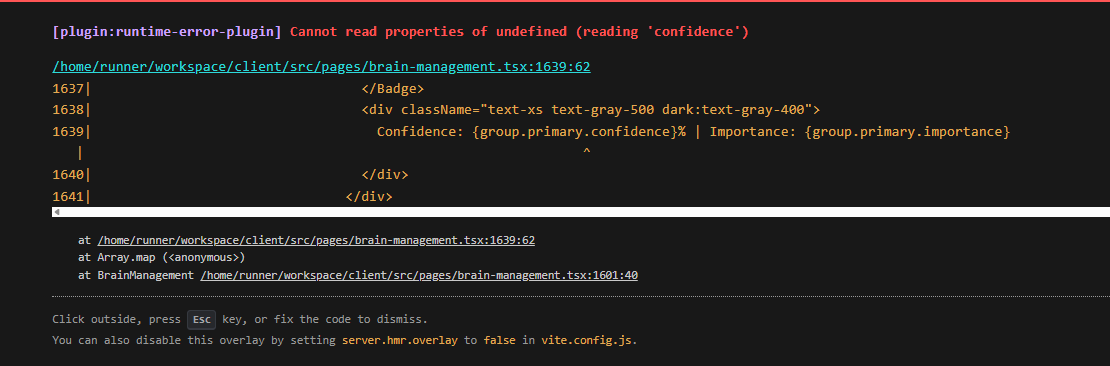 [plugin:runtime-error-plugin] Cannot read properties of undefined (reading 'confidence')
/home/runner/workspace/client/src/pages/brain-management.tsx:1639:62
1637|                                  </Badge>
1638|                                  <div className="text-xs text-gray-500 dark:text-gray-400">
1639|                                    Confidence: {group.primary.confidence}% | Importance: {group.primary.importance}
   |                                                              ^
1640|                                  </div>
1641|                                </div>
at /home/runner/workspace/client/src/pages/brain-management.tsx:1639:62
at Array.map (<anonymous>)
at BrainManagement /home/runner/workspace/client/src/pages/brain-management.tsx:1601:40
Click outside, press Esc key, or fix the code to dismiss.
You can also disable this overlay by setting server.hmr.overlay to false in vite.config.js.